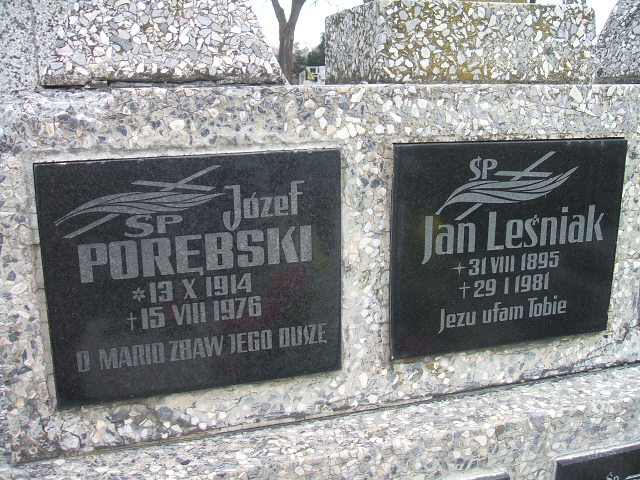 ŚP Józef
PORĘBSKI
*13 X 1914
†15 VIII 1976
O MARIO ZBAW JEGO DUSZĘ
ŚP
Jan Leśniak
*31 VIII 1895
†29 I 1981
Jezu ufam Tobie